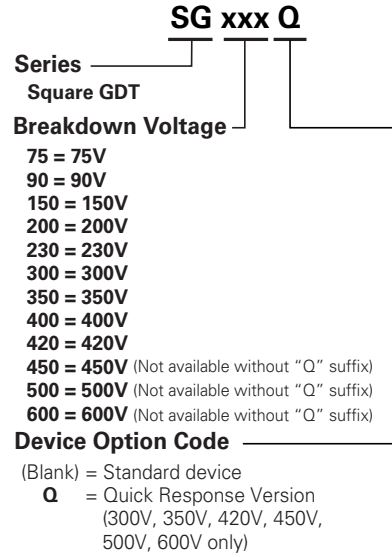 SG xxx Q
Series
Square GDT
Breakdown Voltage
75 = 75V
90 = 90V
150 = 150V
200 = 200V
230 = 230V
300 = 300V
350 = 350V
400 = 400V
420 = 420V
450 = 450V (Not available without “Q” suffix)
500 = 500V (Not available without “Q” suffix)
600 = 600V (Not available without “Q” suffix)
Device Option Code
(Blank) = Standard device
Q = Quick Response Version
(300V, 350V, 420V, 450V,
500V, 600V only)